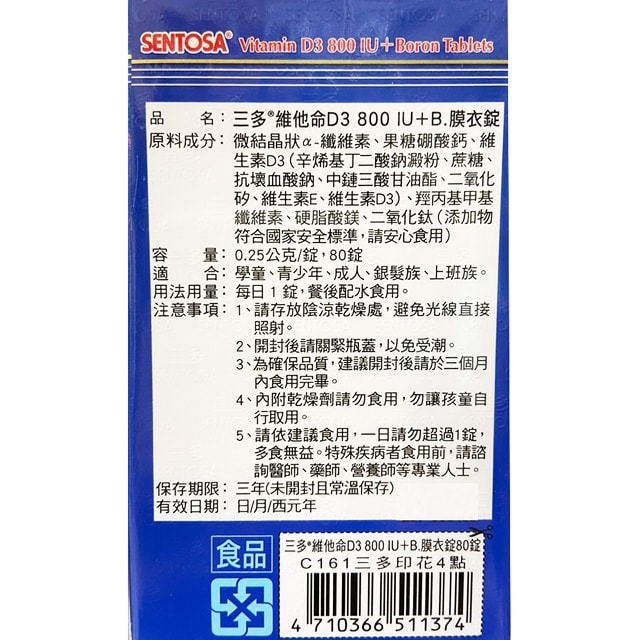 SENTOSA® Vitamin D3 800 IU+Boron Tablets
品　　名：三多®維他命D3 800 IU+B.膜衣錠
原料成分：微結晶狀α-纖維素、果糖硼酸鈣、維
生素D3(辛烯基丁二酸鈉澱粉、蔗糖、
抗壞血酸鈉、中鏈三酸甘油酯、二氧化
矽、維生素E、維生素D3)、羥丙基甲基
纖維素、硬脂酸鎂、二氧化鈦(添加物
符合國家安全標準，請安心食用)
容　　量：0.25公克/錠，80錠
適　　合：學童、青少年、成人、銀髮族、上班族。
用法用量：每日1錠，餐後配水食用。
注意事項：1、請存放陰涼乾燥處，避免光線直接
照射。
2、開封後請關緊瓶蓋，以免受潮。
3、為確保品質，建議開封後請於三個月
內食用完畢。
4、內附乾燥劑請勿食用，勿讓孩童自
行取用。
5、請依建議食用，一日請勿超過1錠，
多食無益。特殊疾病者食用前，請諮
詢醫師、藥師、營養師等專業人士。
保存期限：三年(未開封且常溫保存)
有效日期：日/月/西元年
食品
三多®維他命D3 800 IU+B.膜衣錠80錠
C161三多印花4點
4 710366 511374